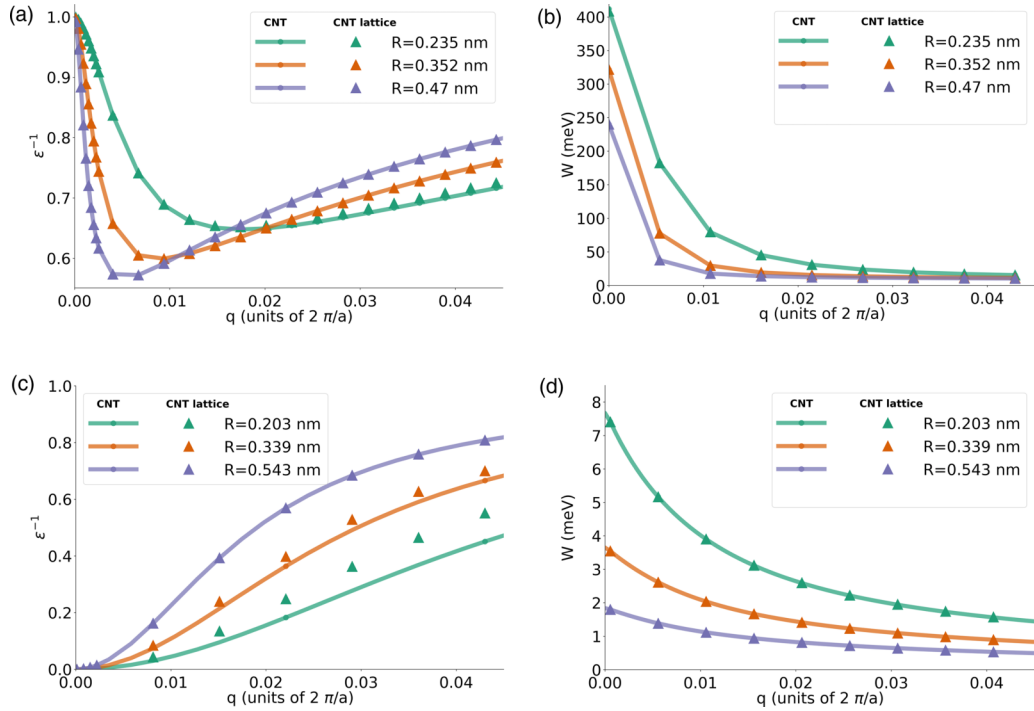 (a)
CNT CNT lattice
R=0.235 nm
R=0.352 nm
R=0.47 nm
ε⁻¹
1.0
0.9
0.8
0.7
0.6
0.00 0.01 0.02 0.03 0.04
q (units of 2 π/a)
(b)
CNT CNT lattice
R=0.235 nm
R=0.352 nm
R=0.47 nm
W (meV)
400
350
300
250
200
150
100
50
0
0.00 0.01 0.02 0.03 0.04
q (units of 2 π/a)
(c)
CNT CNT lattice
R=0.203 nm
R=0.339 nm
R=0.543 nm
ε⁻¹
1.0
0.8
0.6
0.4
0.2
0.0
0.00 0.01 0.02 0.03 0.04
q (units of 2 π/a)
(d)
CNT CNT lattice
R=0.203 nm
R=0.339 nm
R=0.543 nm
W (meV)
8
7
6
5
4
3
2
1
0
0.00 0.01 0.02 0.03 0.04
q (units of 2 π/a)